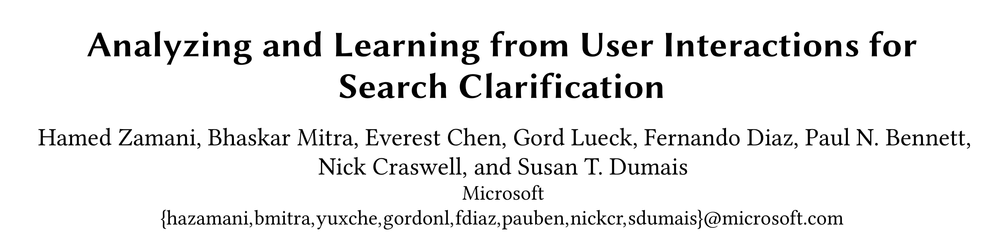 Analyzing and Learning from User Interactions for
Search Clarification
Hamed Zamani, Bhaskar Mitra, Everest Chen, Gord Lueck, Fernando Diaz, Paul N. Bennett,
Nick Craswell, and Susan T. Dumais
Microsoft
{hazamani,bmitra,yuxche,gordonl,fdiaz,pauben,nickcr,sdumais}@microsoft.com